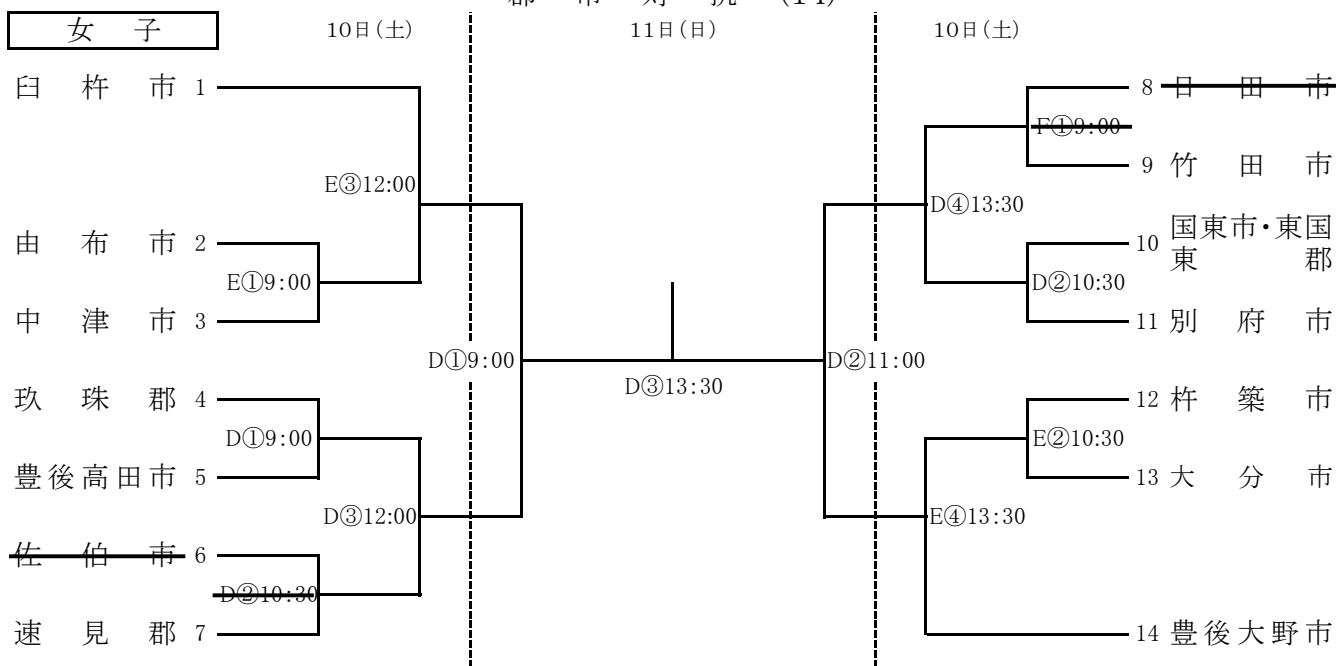 郡 市 対 抗 (14)
女 子 10日(土) 11日(日) 10日(土)
臼 杵 市 1
8 日 田 市
F①9:00
9 竹 田 市
E③12:00
D④13:30
由 布 市 2
10 国東市・東国東 郡
E①9:00
D②10:30
中 津 市 3
11 別 府 市
D①9:00
D②11:00
D③13:30
玖 珠 郡 4
12 杵 築 市
D①9:00
E②10:30
豊後高田市 5
13 大 分 市
D③12:00
E④13:30
佐 伯 市 6
D②10:30
速 見 郡 7
14 豊後大野市